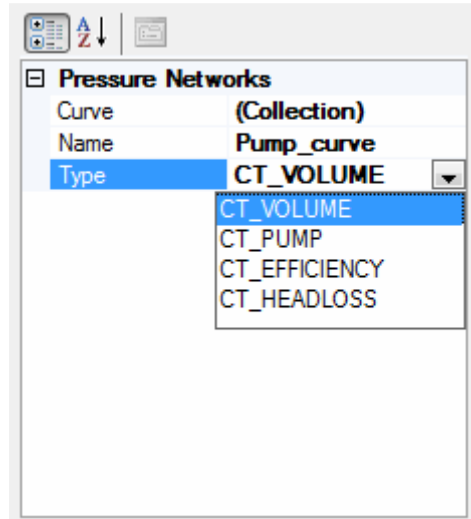 A
Z
Pressure Networks
Curve (Collection)
Name Pump_curve
Type CT_VOLUME
CT_VOLUME
CT_PUMP
CT_EFFICIENCY
CT_HEADLOSS